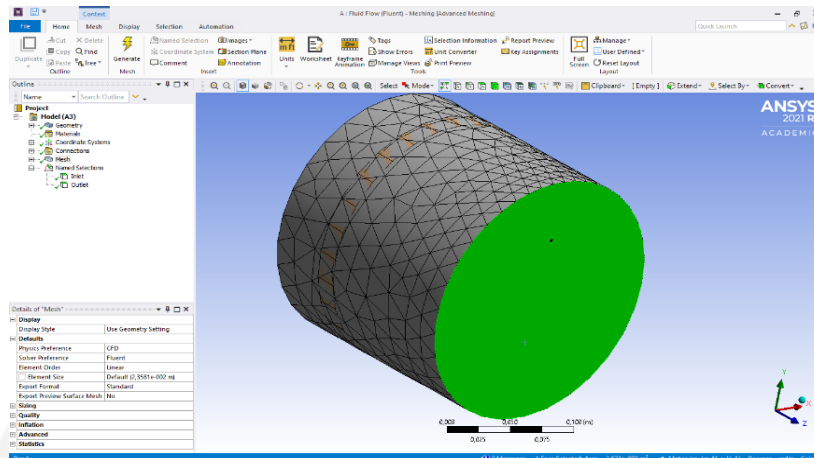 Context
A : Fluid Flow (Fluent) - Meshing [Advanced Meshing]
File Home Mesh Display Selection Automation
Quick Launch
Duplicate
Cut Delete
Copy Find
Paste Tree
Outline
Generate
Mesh
Named Selection Images
Coordinate System Section Plane
Comment Annotation
Insert
Units Worksheet Keyframe Animation
Tags Selection Information Report Preview
Show Errors Unit Converter Key Assignments
Manage Views Print Preview
Tools
Full Screen
Manage
User Defined
Reset Layout
Layout
Outline
Name Search Outline
Select Mode Clipboard [Empty] Extend Select By Convert
Project
Model (A3)
Geometry
Materials
Coordinate Systems
Connections
Mesh
Named Selections
Inlet
Outlet
ANSYS
2021 R
ACADEMIC
Details of "Mesh"
Display
Display Style Use Geometry Setting
Defaults
Physics Preference CFD
Solver Preference Fluent
Element Order Linear
Element Size Default (2,3581e-002 m)
Export Format Standard
Export Preview Surface Mesh No
Sizing
Quality
Inflation
Advanced
Statistics
0,000 0,050 0,100 (m)
0,025 0,075
Y
X
Z